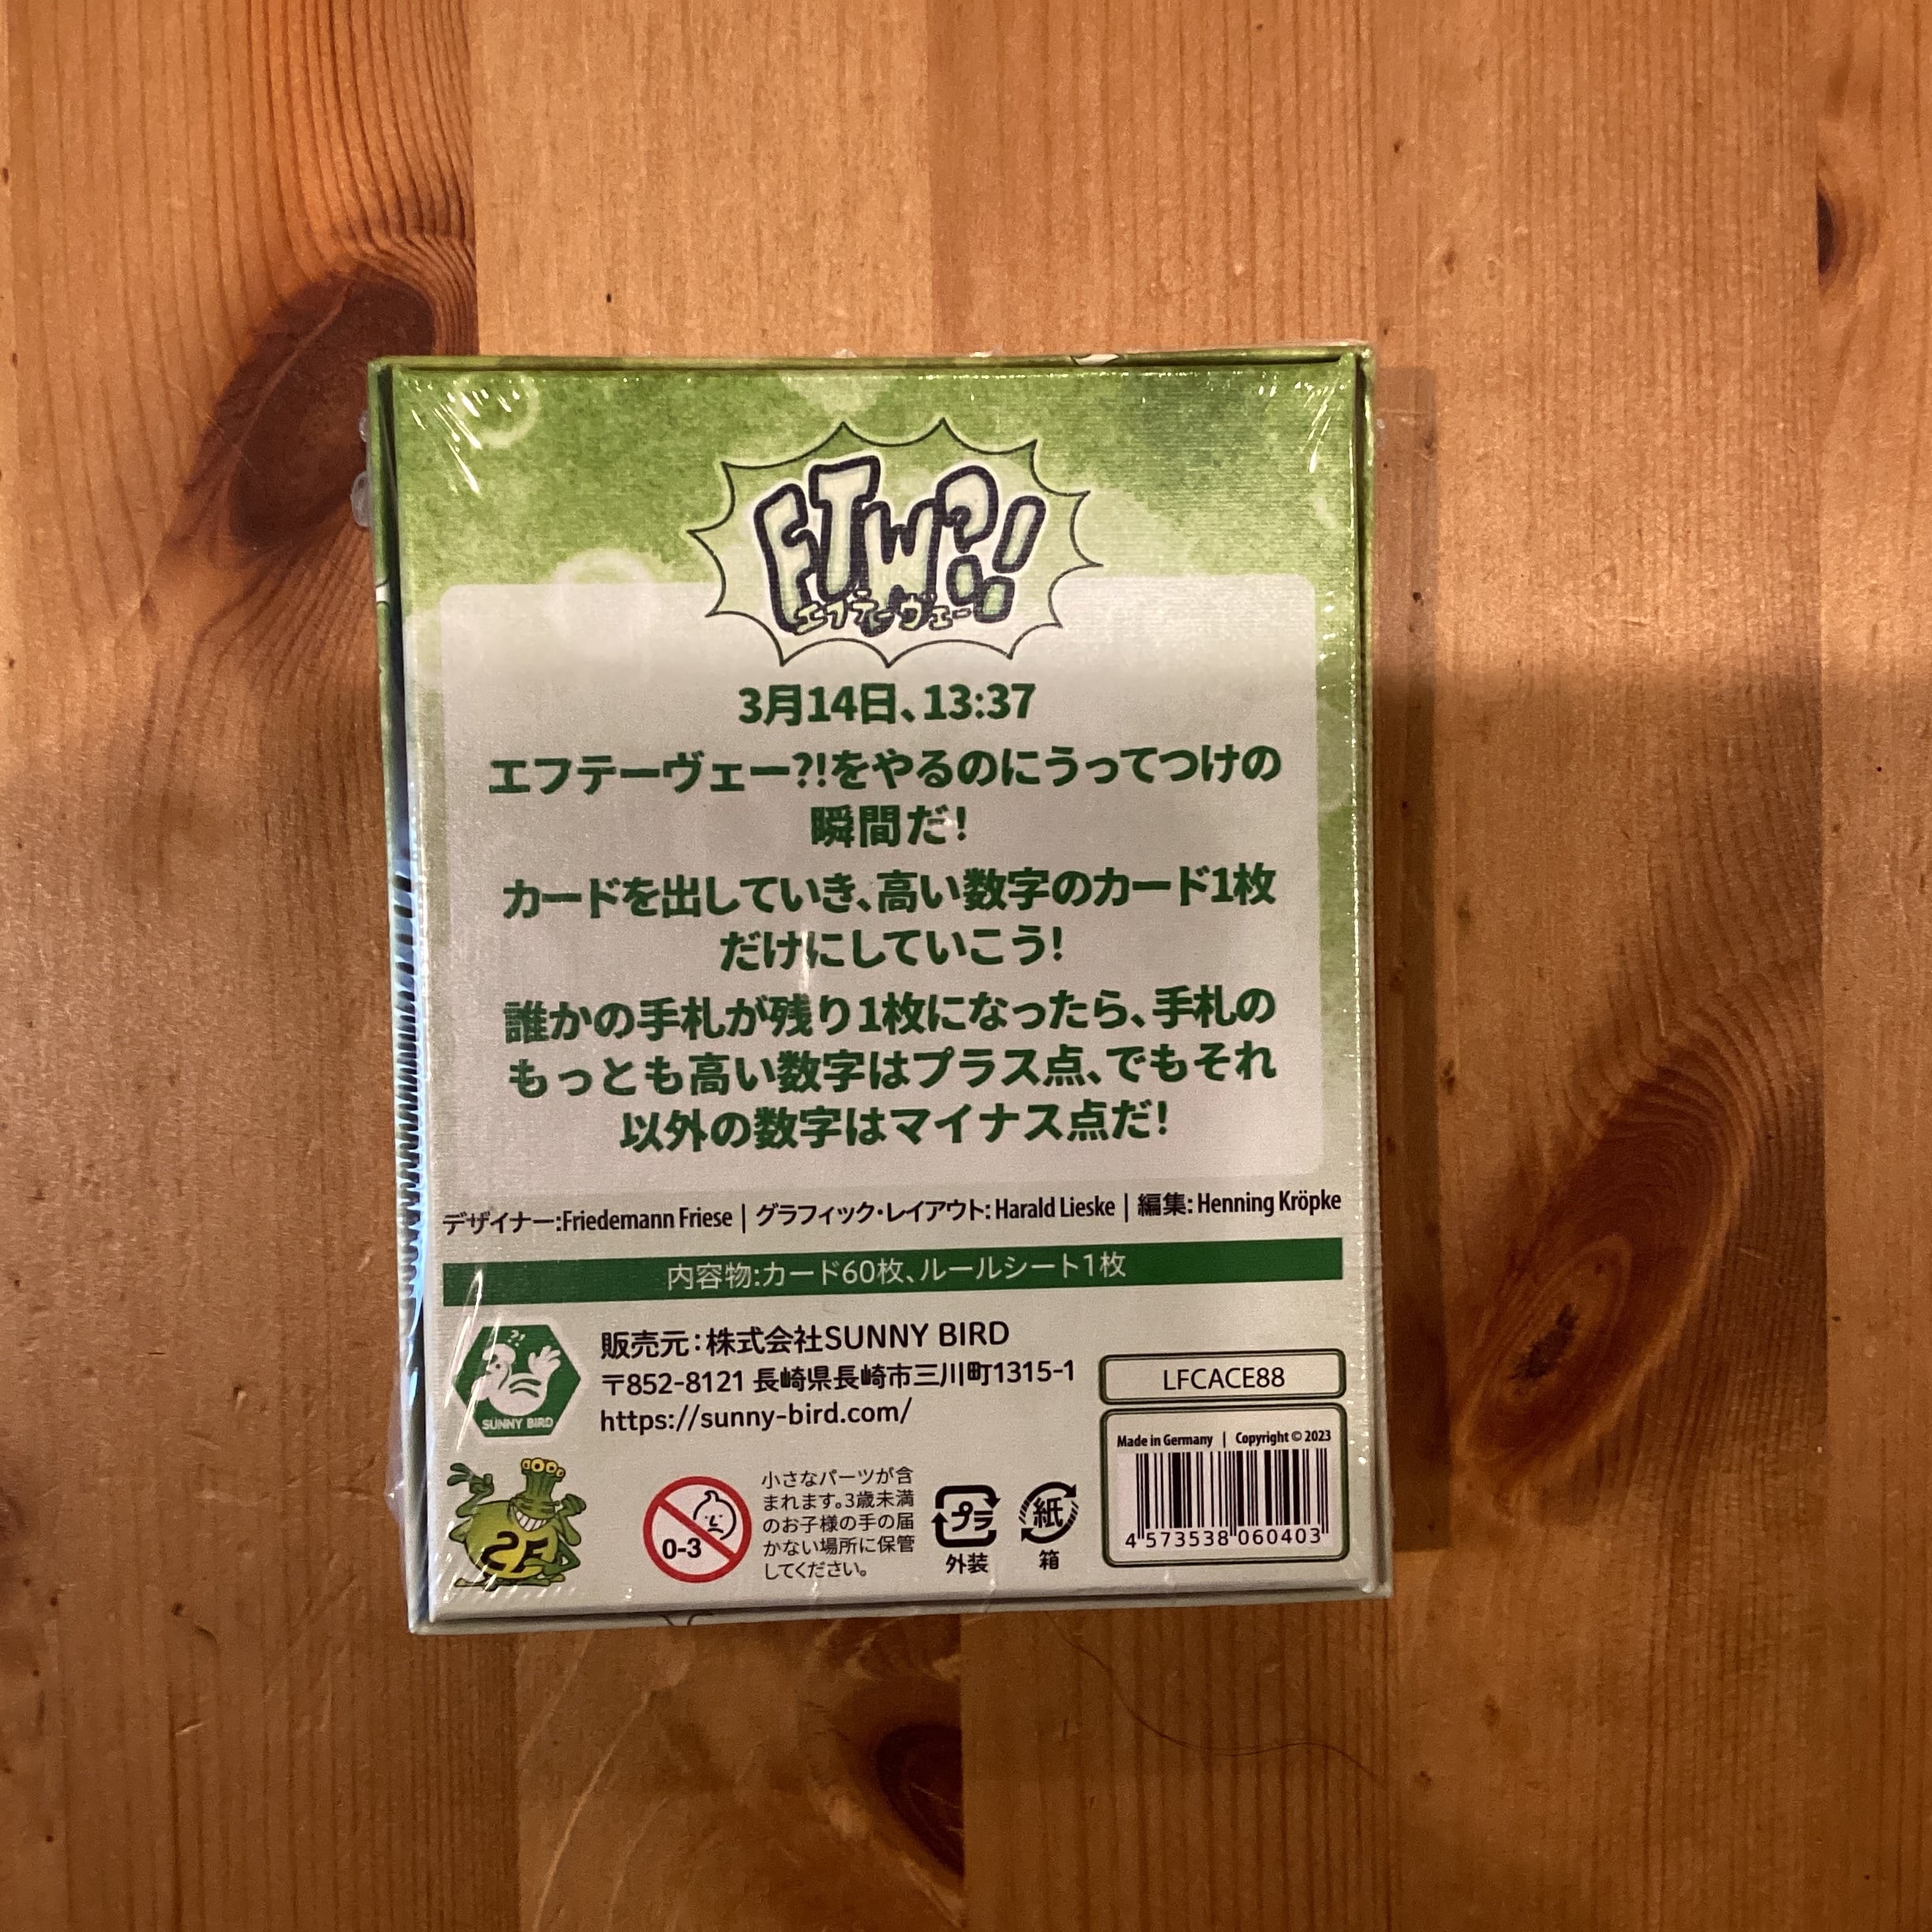 FTW?!
エフテーヴェー
3月14日、13:37
エフテーヴェー?!をやるのにうってつけの
瞬間だ!
カードを出していき、高い数字のカード1枚
だけにしていこう!
誰かの手札が残り1枚になったら、手札の
もっとも高い数字はプラス点、でもそれ
以外の数字はマイナス点だ!
デザイナー:Friedemann Friese | グラフィック・レイアウト: Harald Lieske | 編集: Henning Kröpke
内容物:カード60枚、ルールシート1枚
?!
SUNNY BIRD
販売元:株式会社SUNNY BIRD
〒852-8121 長崎県長崎市三川町1315-1
https://sunny-bird.com/
LFCACE88
Made in Germany | Copyright © 2023
4 573538 060403
2F
0-3
小さなパーツが含
まれます。3歳未満
のお子様の手の届
かない場所に保管
してください。
プラ
外装
紙
箱